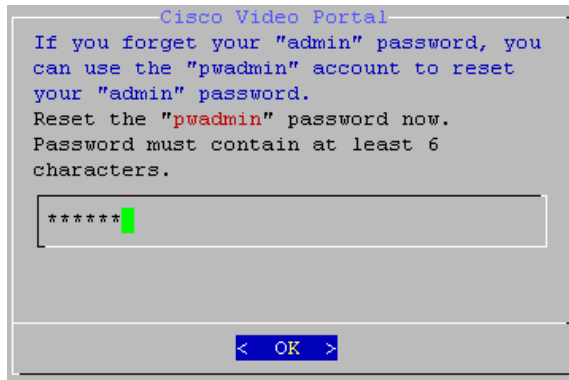 Cisco Video Portal
If you forget your "admin" password, you
can use the "pwadmin" account to reset
your "admin" password.
Reset the "pwadmin" password now.
Password must contain at least 6
characters.
******
< OK >